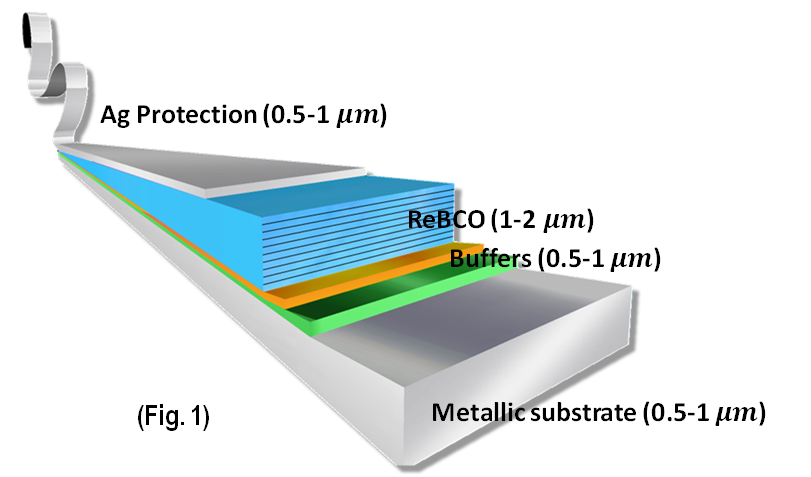 Ag Protection (0.5-1 𝜇𝑚)
ReBCO (1-2 𝜇𝑚)
Buffers (0.5-1 𝜇𝑚)
(Fig. 1)
Metallic substrate (0.5-1 𝜇𝑚)